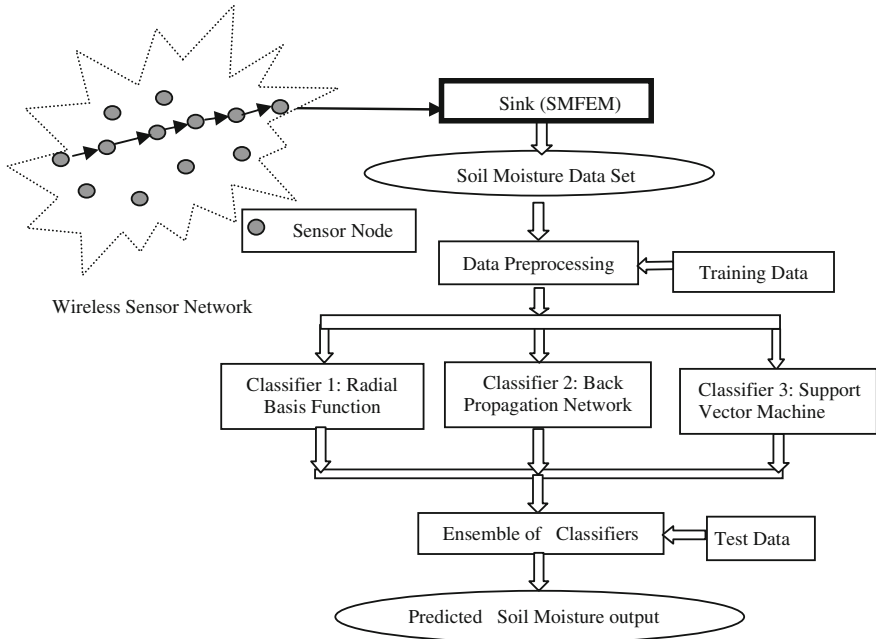 Sink (SMFEM)
Soil Moisture Data Set
Sensor Node
Data Preprocessing
Training Data
Wireless Sensor Network
Classifier 1: Radial
Basis Function
Classifier 2: Back
Propagation Network
Classifier 3: Support
Vector Machine
Ensemble of Classifiers
Test Data
Predicted Soil Moisture output